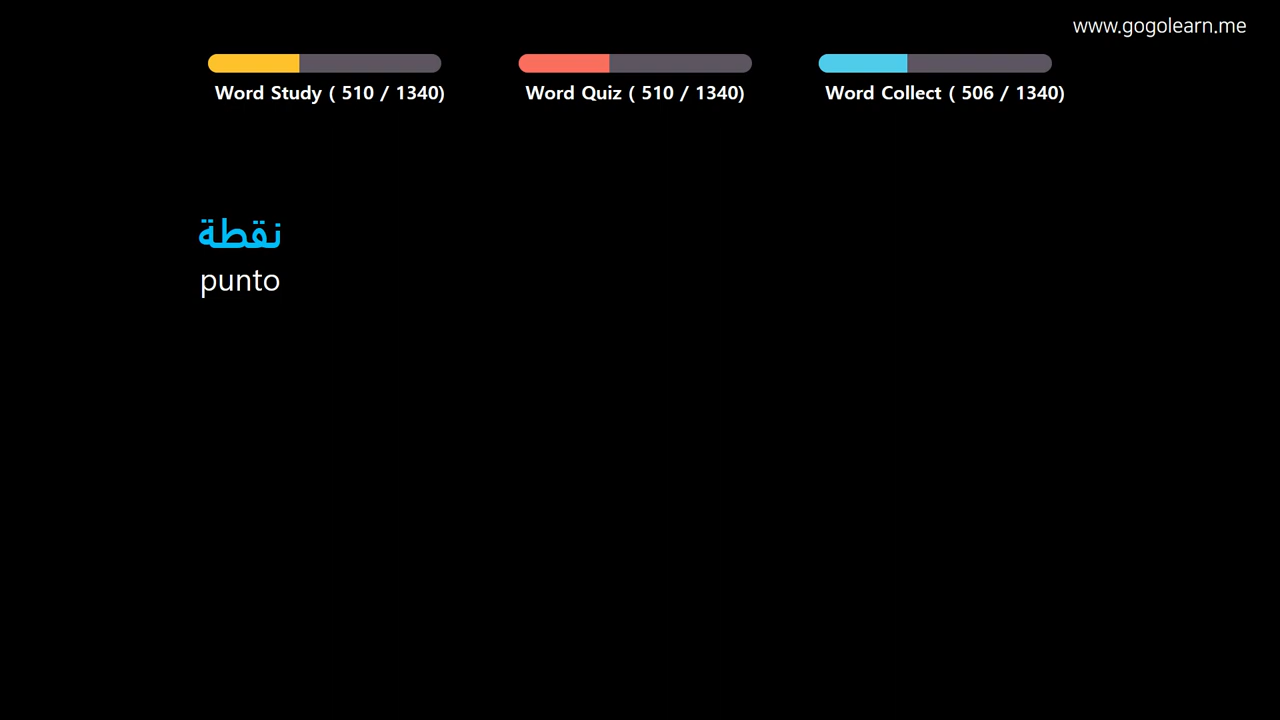 www.gogolearn.me
Word Study ( 510 / 1340)
Word Quiz ( 510 / 1340)
Word Collect ( 506 / 1340)
نقطة
punto